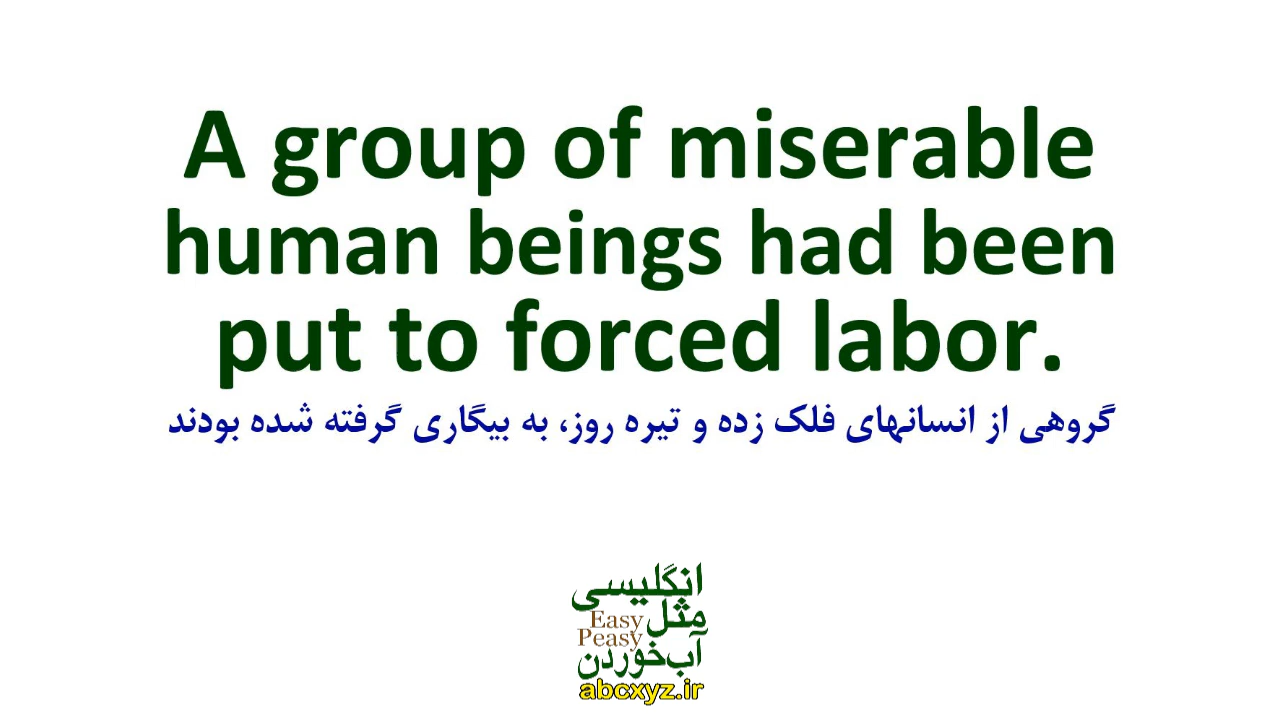 A group of miserable
human beings had been
put to forced labor.
گروهی از انسانهای فلک زده و تیره روز، به بیگاری گرفته شده بودند
انگلیسی
مثل
Easy
Peasy
آب خوردن
abcxyz.ir